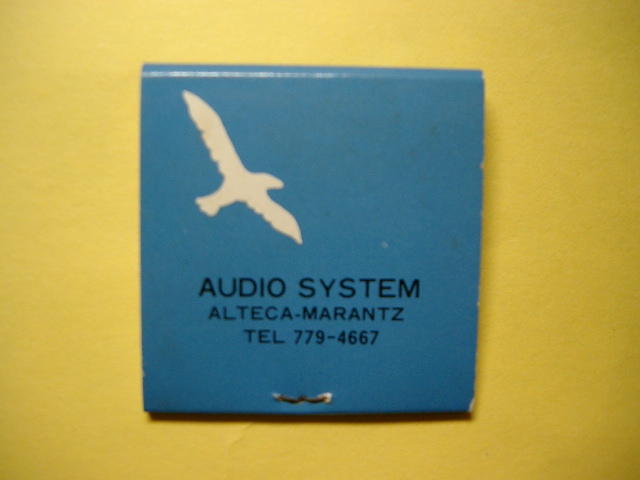 AUDIO SYSTEM
ALTECA-MARANTZ
TEL 779-4667